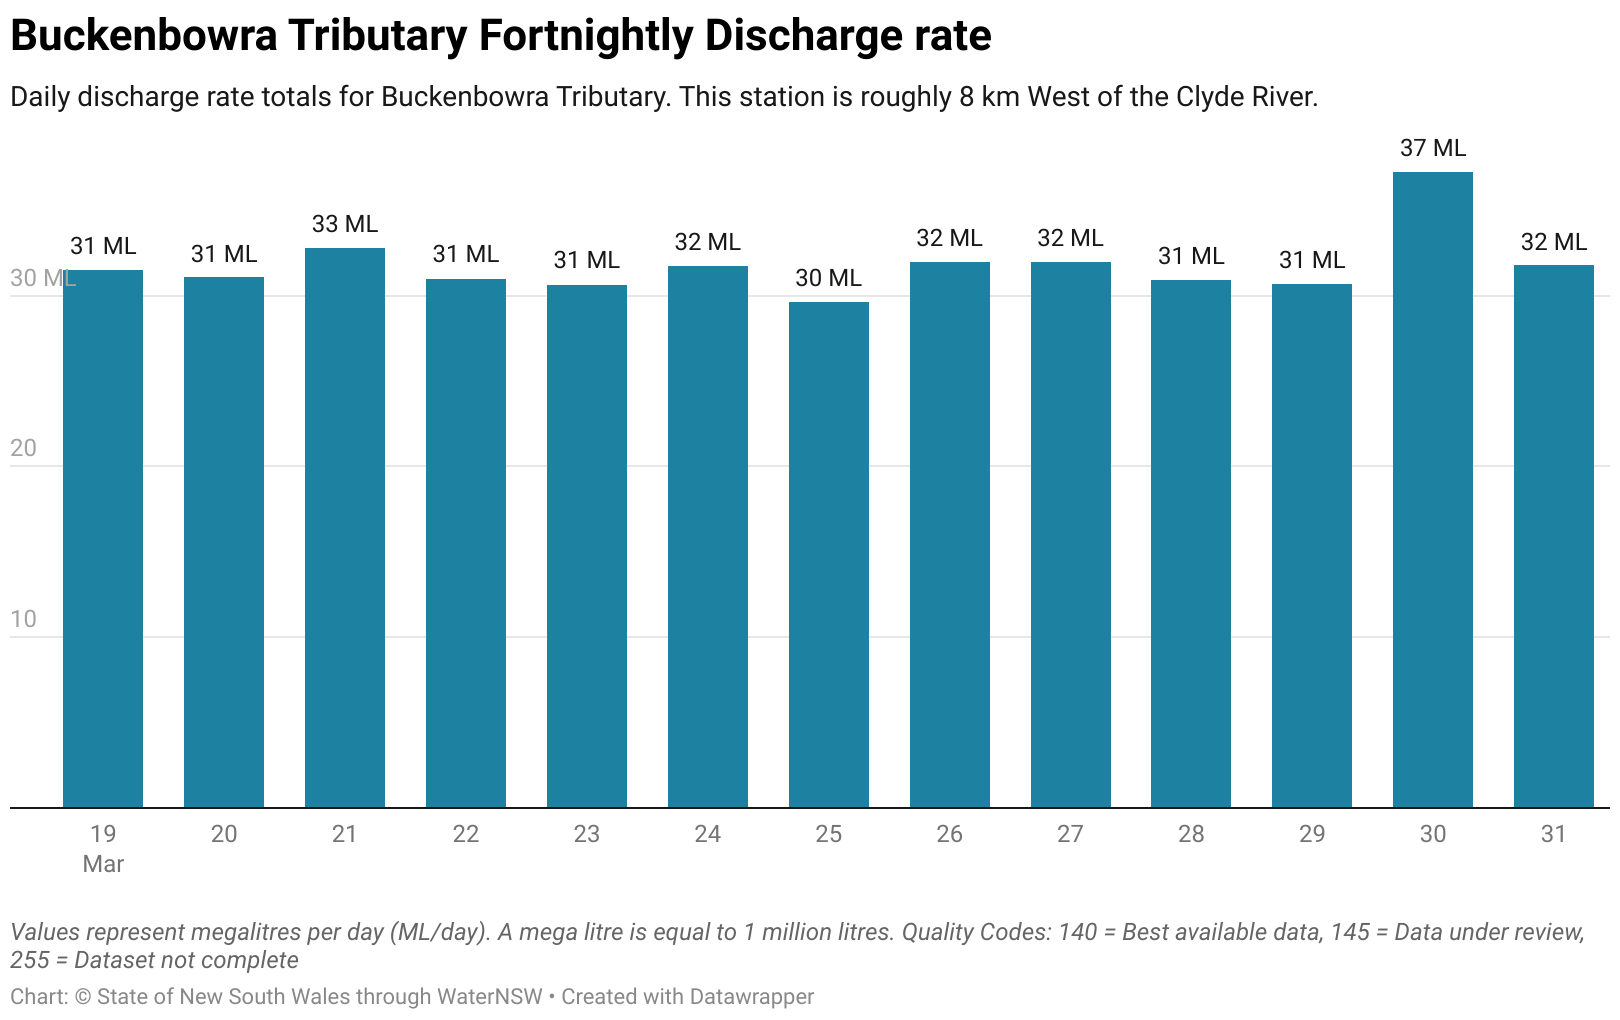 Buckenbowra Tributary Fortnightly Discharge rate
Daily discharge rate totals for Buckenbowra Tributary. This station is roughly 8 km West of the Clyde River.
37 ML
33 ML
31 ML
31 ML
31 ML
31 ML
32 ML
30 ML
32 ML
32 ML
31 ML
31 ML
32 ML
30 ML
20
10
19 20 21 22 23 24 25 26 27 28 29 30 31
Mar
Values represent megalitres per day (ML/day). A mega litre is equal to 1 million litres. Quality Codes: 140 = Best available data, 145 = Data under review,
255 = Dataset not complete
Chart: © State of New South Wales through WaterNSW • Created with Datawrapper